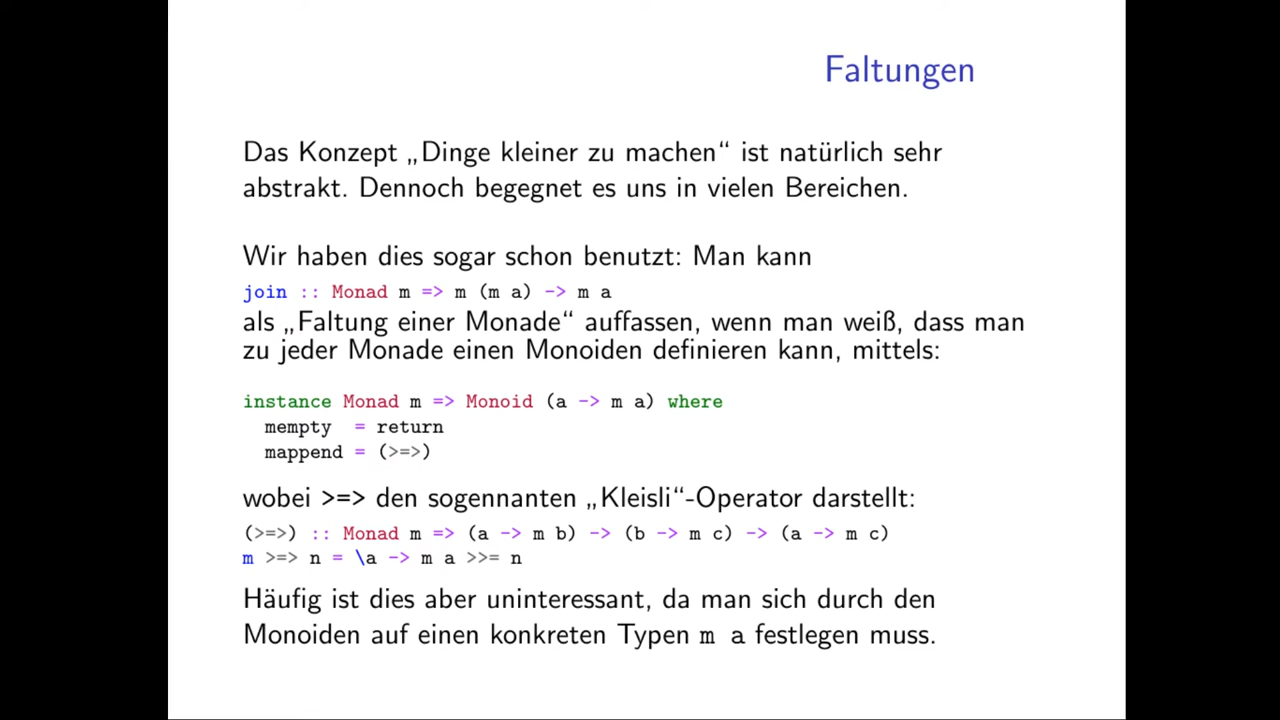 Faltungen
Das Konzept „Dinge kleiner zu machen“ ist natürlich sehr
abstrakt. Dennoch begegnet es uns in vielen Bereichen.
Wir haben dies sogar schon benutzt: Man kann
join :: Monad m => m (m a) -> m a
als „Faltung einer Monade“ auffassen, wenn man weiß, dass man
zu jeder Monade einen Monoiden definieren kann, mittels:
instance Monad m => Monoid (a -> m a) where
  mempty  = return
  mappend = (>=>)
wobei >=> den sogennanten „Kleisli“-Operator darstellt:
(>=>) :: Monad m => (a -> m b) -> (b -> m c) -> (a -> m c)
m >=> n = \a -> m a >>= n
Häufig ist dies aber uninteressant, da man sich durch den
Monoiden auf einen konkreten Typen m a festlegen muss.